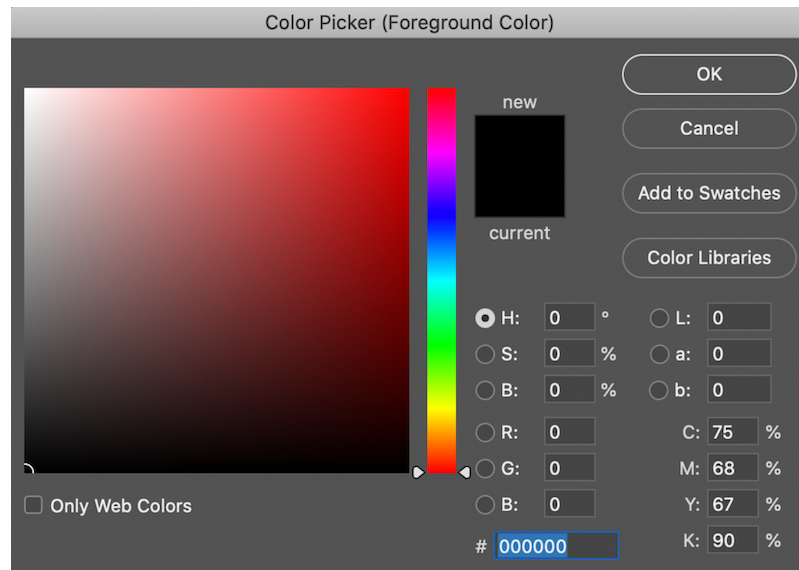 Color Picker (Foreground Color)
new
current
OK
Cancel
Add to Swatches
Color Libraries
H: 0 °
S: 0 %
B: 0 %
R: 0
G: 0
B: 0
# 000000
L: 0
a: 0
b: 0
C: 75 %
M: 68 %
Y: 67 %
K: 90 %
Only Web Colors